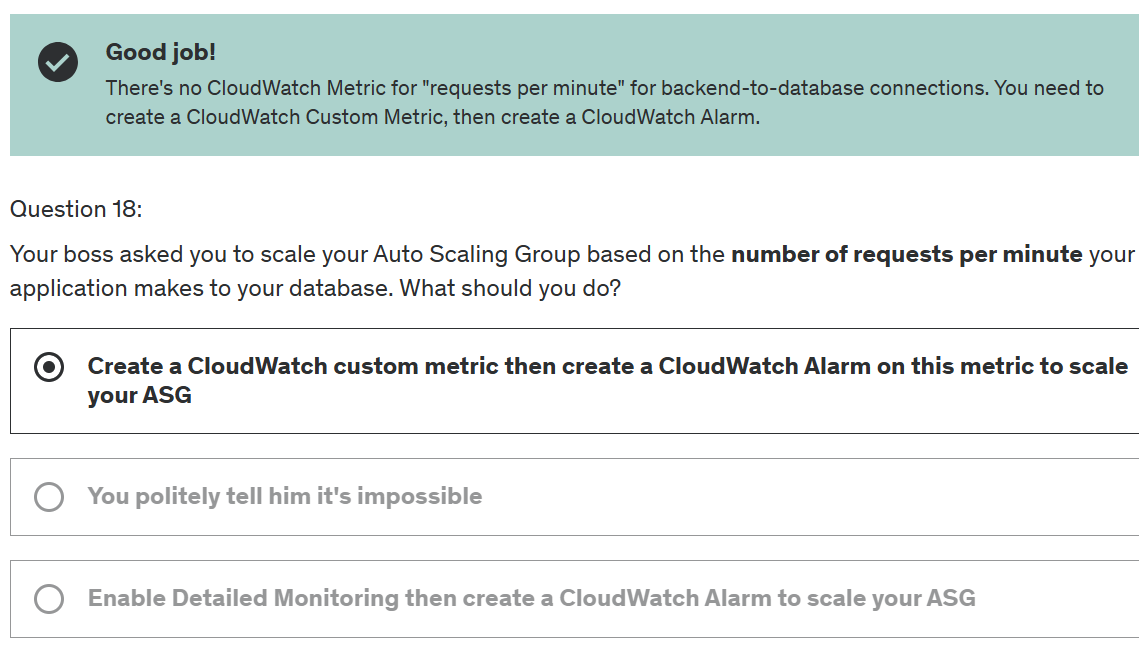 Good job!
There's no CloudWatch Metric for "requests per minute" for backend-to-database connections. You need to
create a CloudWatch Custom Metric, then create a CloudWatch Alarm.
Question 18:
Your boss asked you to scale your Auto Scaling Group based on the number of requests per minute your
application makes to your database. What should you do?
Create a CloudWatch custom metric then create a CloudWatch Alarm on this metric to scale
your ASG
You politely tell him it's impossible
Enable Detailed Monitoring then create a CloudWatch Alarm to scale your ASG